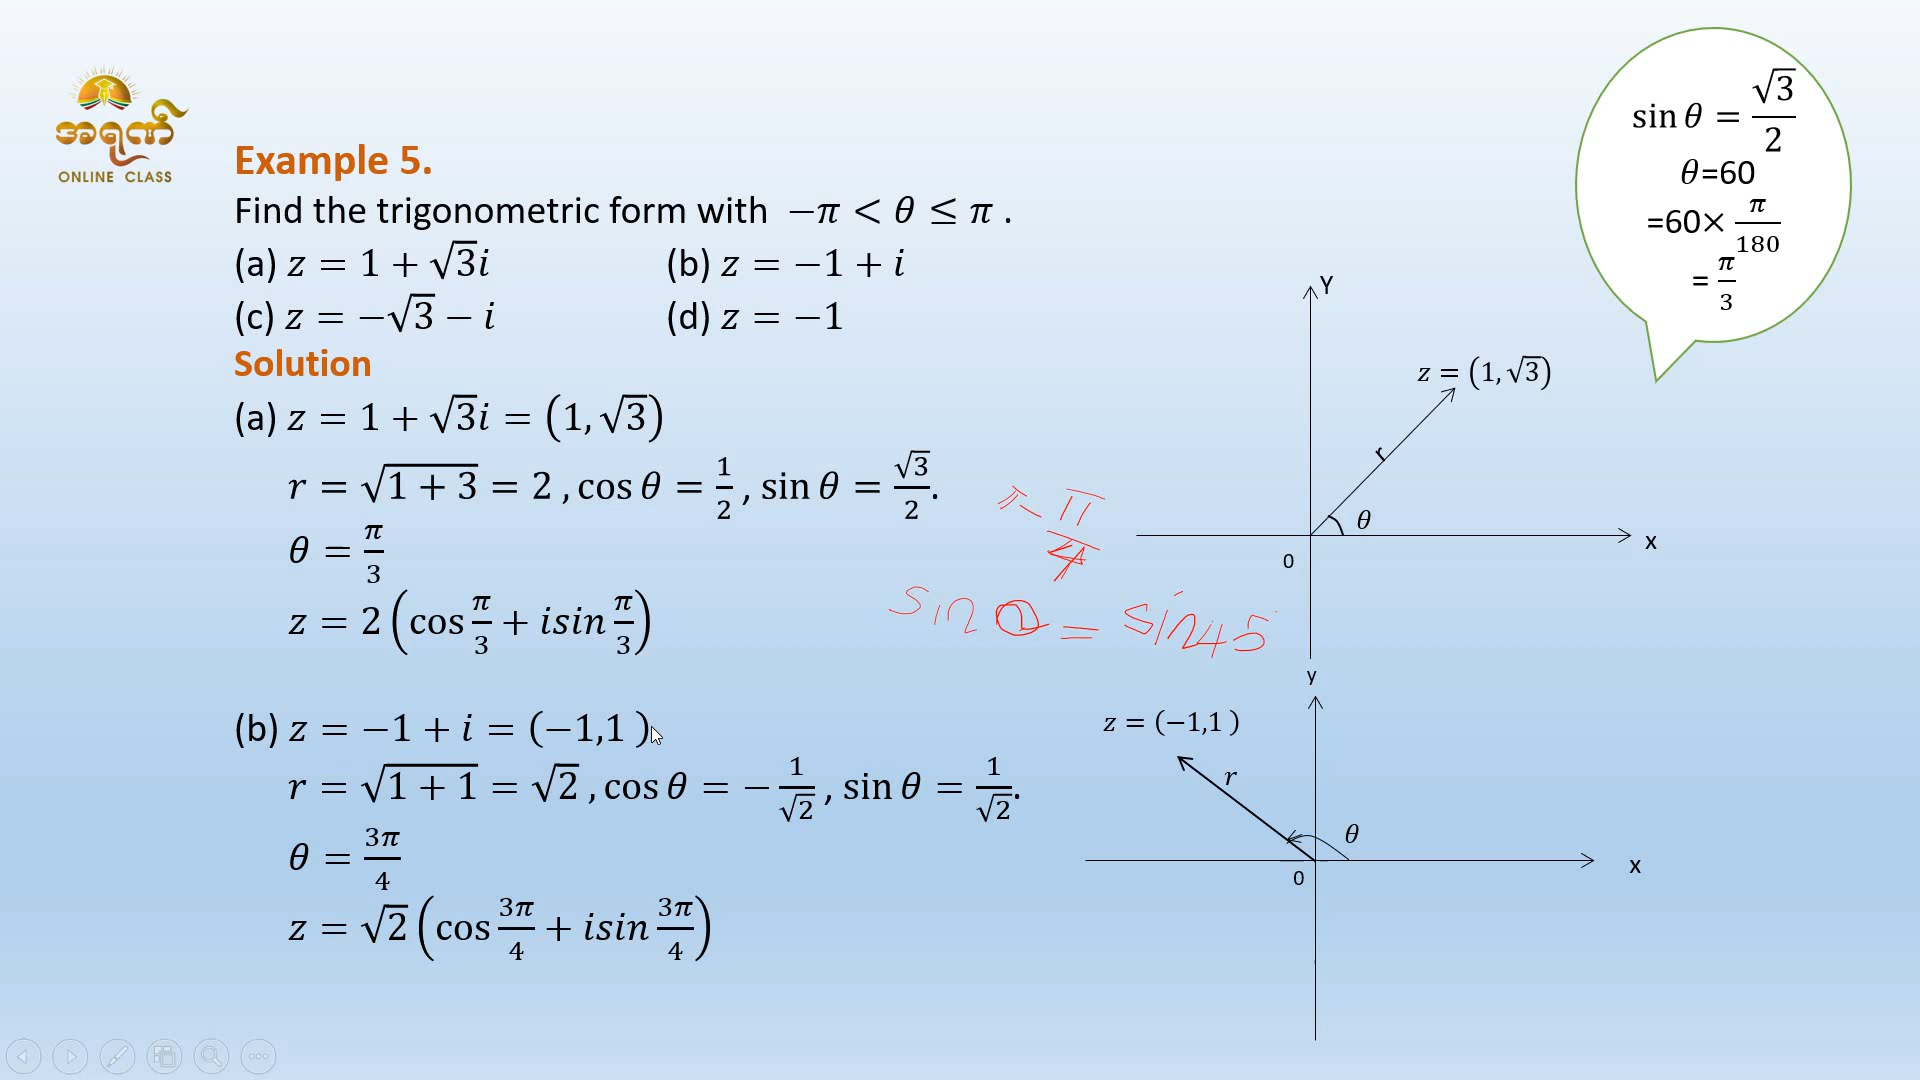 အရုဏ်
ONLINE CLASS
Example 5.
Find the trigonometric form with −π < θ ≤ π .
(a) z = 1 + √3i (b) z = −1 + i
(c) z = −√3 − i (d) z = −1
Solution
(a) z = 1 + √3i = (1, √3)
r = √(1 + 3) = 2 , cos θ = 1/2 , sin θ = √3/2.
θ = π/3
z = 2 (cos π/3 + isin π/3)
(b) z = −1 + i = (−1,1 )
r = √(1 + 1) = √2 , cos θ = − 1/√2 , sin θ = 1/√2.
θ = 3π/4
z = √2 (cos 3π/4 + isin 3π/4)
π − π/4
sin θ = sin 45
sin θ = √3/2
θ=60
=60× π/180
= π/3
Y
z = (1, √3)
r
θ
x
0
y
z = (−1,1 )
r
θ
x
0